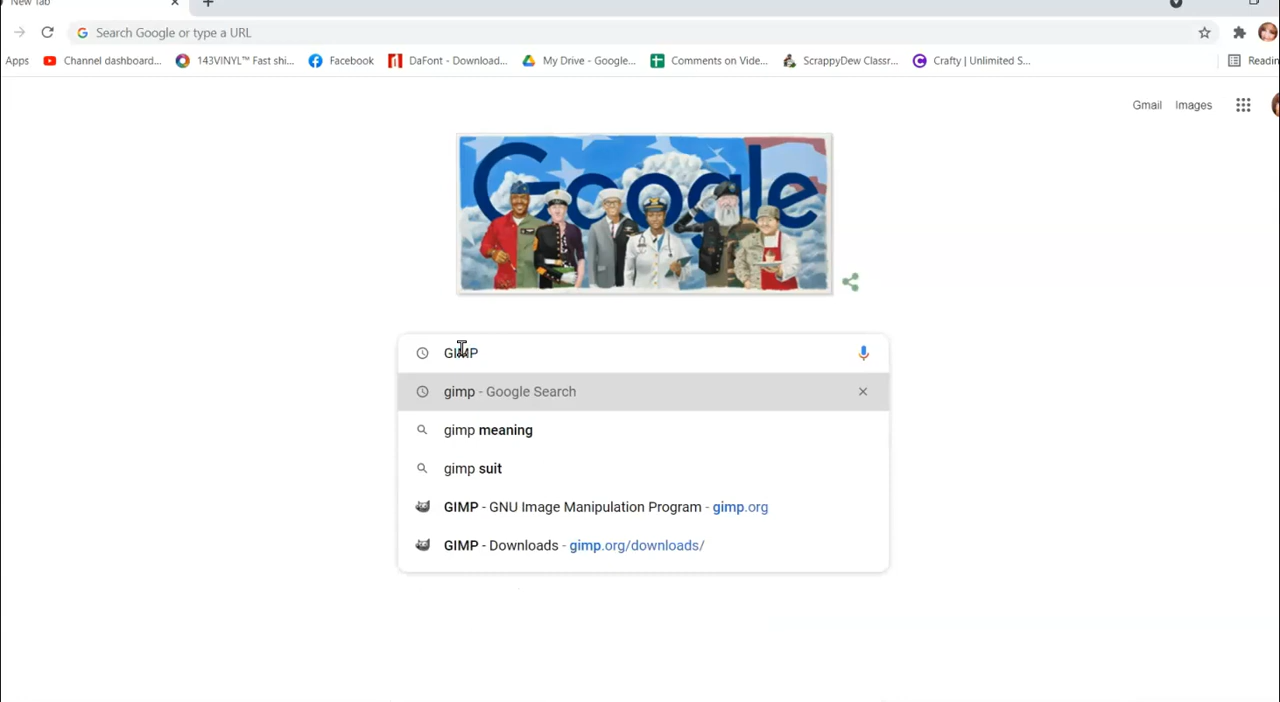 New Tab
Search Google or type a URL
Apps Channel dashboard... 143VINYL™ Fast shi... Facebook DaFont - Download... My Drive - Google... Comments on Vide... ScrappyDew Classr... Crafty | Unlimited S... Readin
Gmail Images
Google
GIMP
gimp - Google Search
gimp meaning
gimp suit
GIMP - GNU Image Manipulation Program - gimp.org
GIMP - Downloads - gimp.org/downloads/